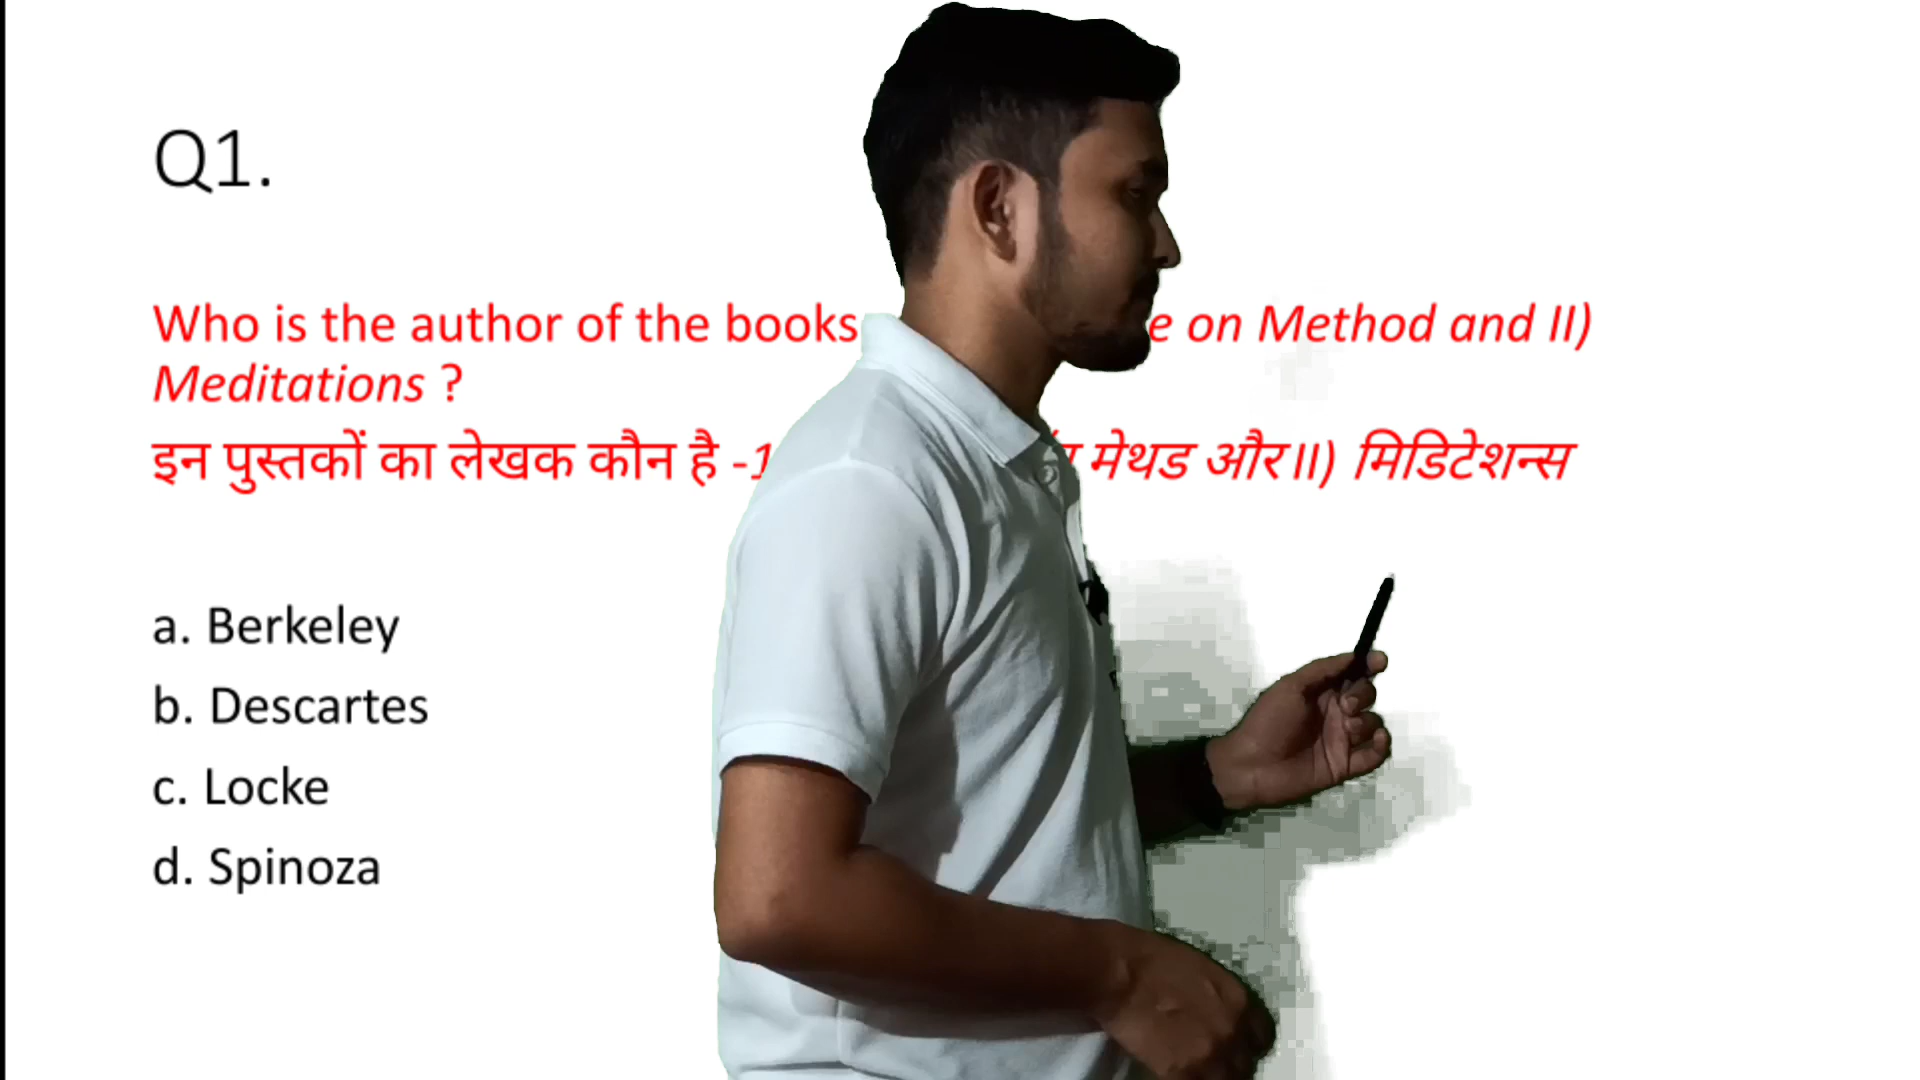 Q1.
Who is the author of the books on Method and II)
Meditations ?
इन पुस्तकों का लेखक कौन है -1 मेथड और II) मिडिटेशन्स
a. Berkeley
b. Descartes
c. Locke
d. Spinoza